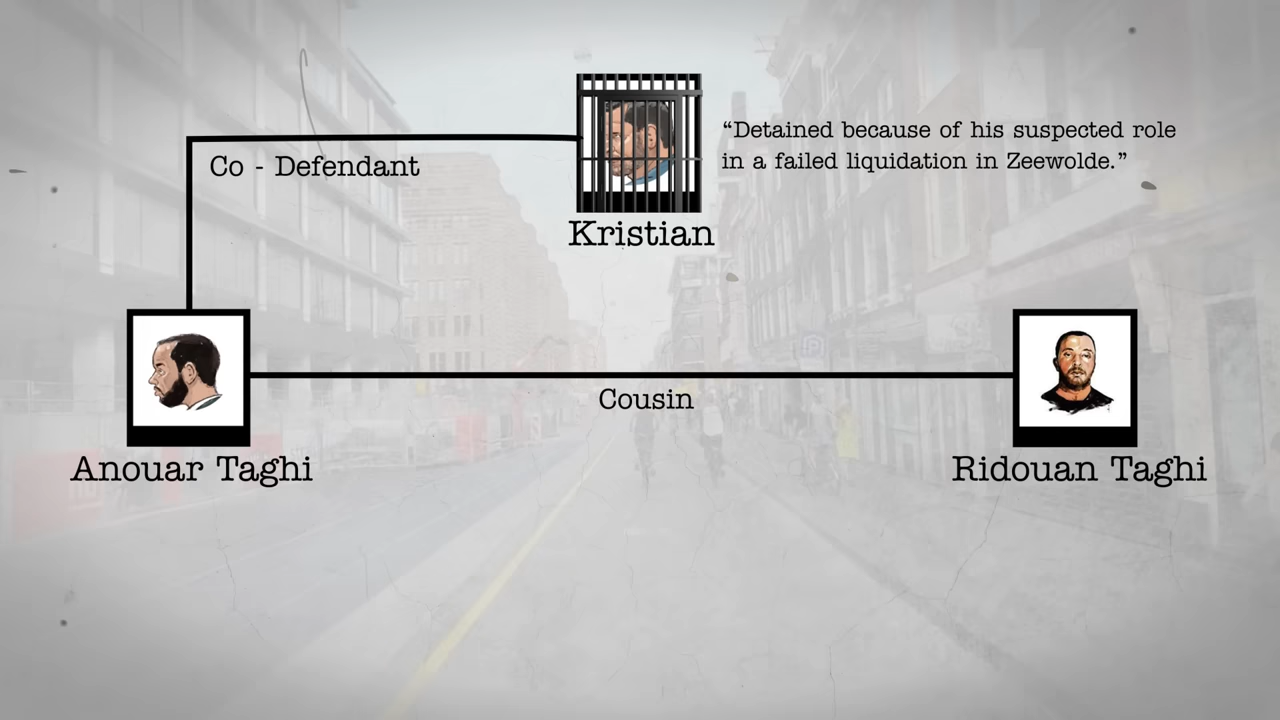 “Detained because of his suspected role
in a failed liquidation in Zeewolde.”
Co - Defendant
Kristian
Cousin
Anouar Taghi
Ridouan Taghi